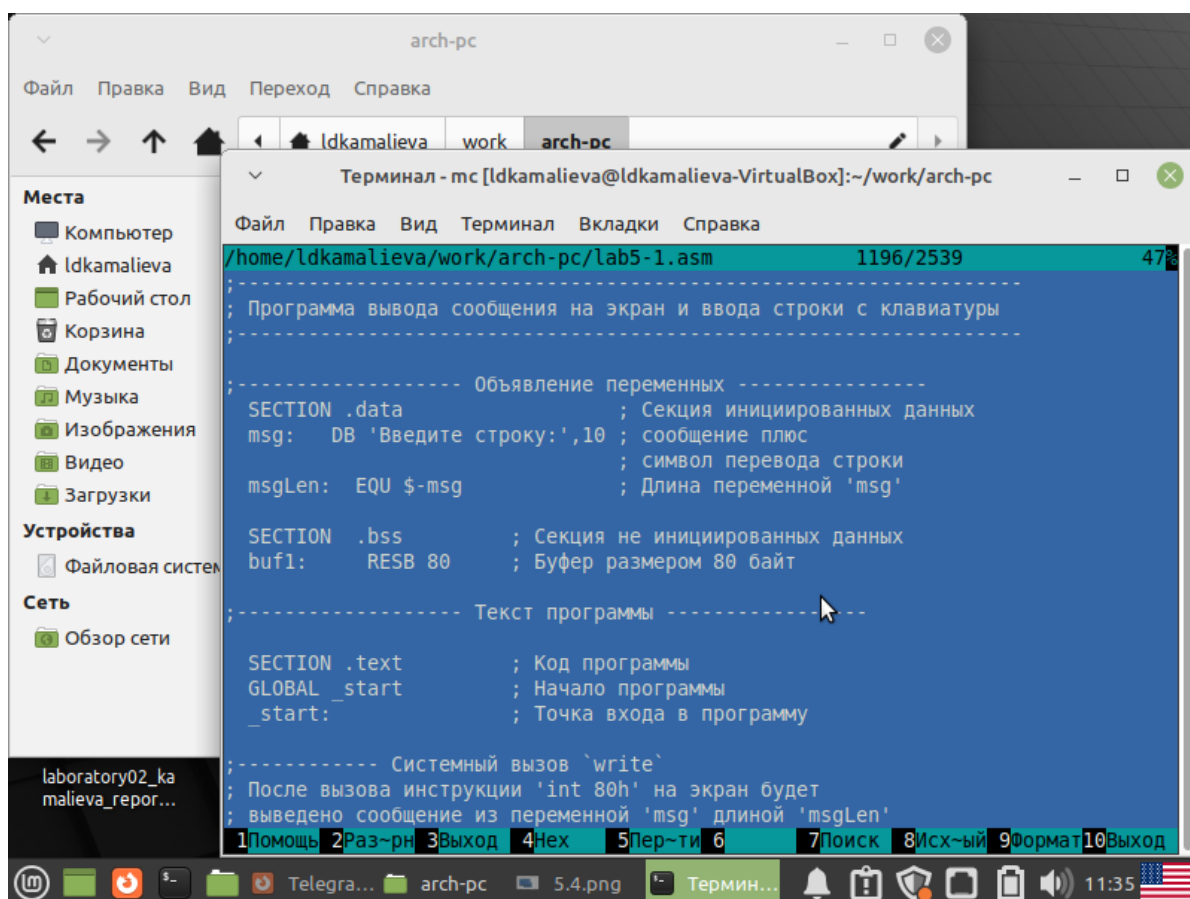 arch-pc
Файл Правка Вид Переход Справка
ldkamalieva work arch-pc
Места
Компьютер
ldkamalieva
Рабочий стол
Корзина
Документы
Музыка
Изображения
Видео
Загрузки
Устройства
Файловая систем
Сеть
Обзор сети
laboratory02_ka
malieva_repor...
Терминал - mc [ldkamalieva@ldkamalieva-VirtualBox]:~/work/arch-pc
Файл Правка Вид Терминал Вкладки Справка
/home/ldkamalieva/work/arch-pc/lab5-1.asm 1196/2539 47%
;------------------------------------------------------------------
; Программа вывода сообщения на экран и ввода строки с клавиатуры
;------------------------------------------------------------------
;------------------- Объявление переменных ----------------
SECTION .data ; Секция инициированных данных
msg: DB 'Введите строку:',10 ; сообщение плюс
; символ перевода строки
msgLen: EQU $-msg ; Длина переменной 'msg'
SECTION .bss ; Секция не инициированных данных
buf1: RESB 80 ; Буфер размером 80 байт
;------------------- Текст программы -----------------
SECTION .text ; Код программы
GLOBAL _start ; Начало программы
_start: ; Точка входа в программу
;------------ Системный вызов `write`
; После вызова инструкции 'int 80h' на экран будет
; выведено сообщение из переменной 'msg' длиной 'msgLen'
1Помощь 2Раз~рн 3Выход 4Hex 5Пер~ти 6 7Поиск 8Исх~ый 9Формат 10Выход
Telegra... arch-pc 5.4.png Термин... 11:35